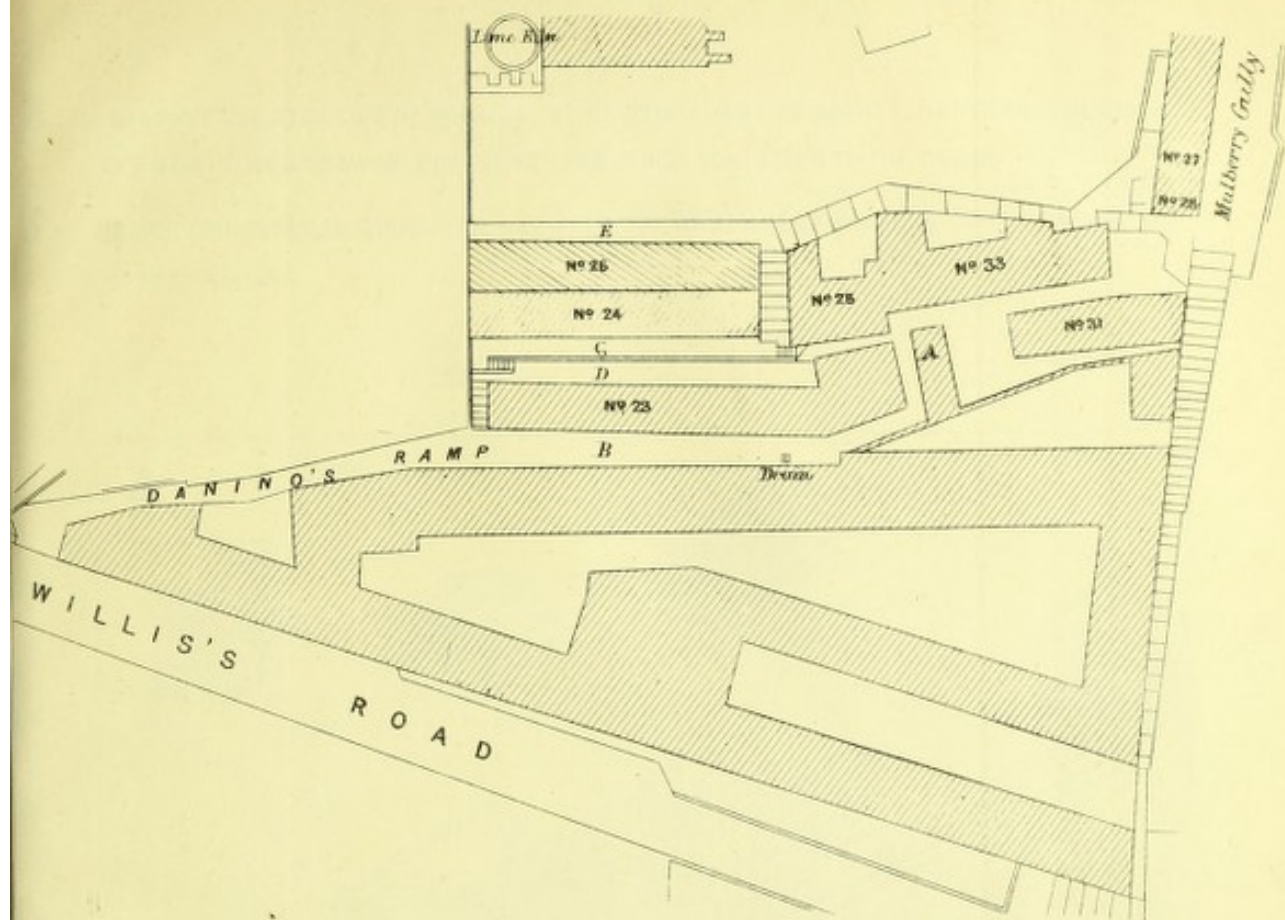 Lime Kiln
Mulberry Gully
Nº 27
Nº 28
E
Nº 26
Nº 33
Nº 25
Nº 24
Nº 31
C
A
D
Nº 23
B
DANINO'S RAMP
Drain
WILLIS'S ROAD